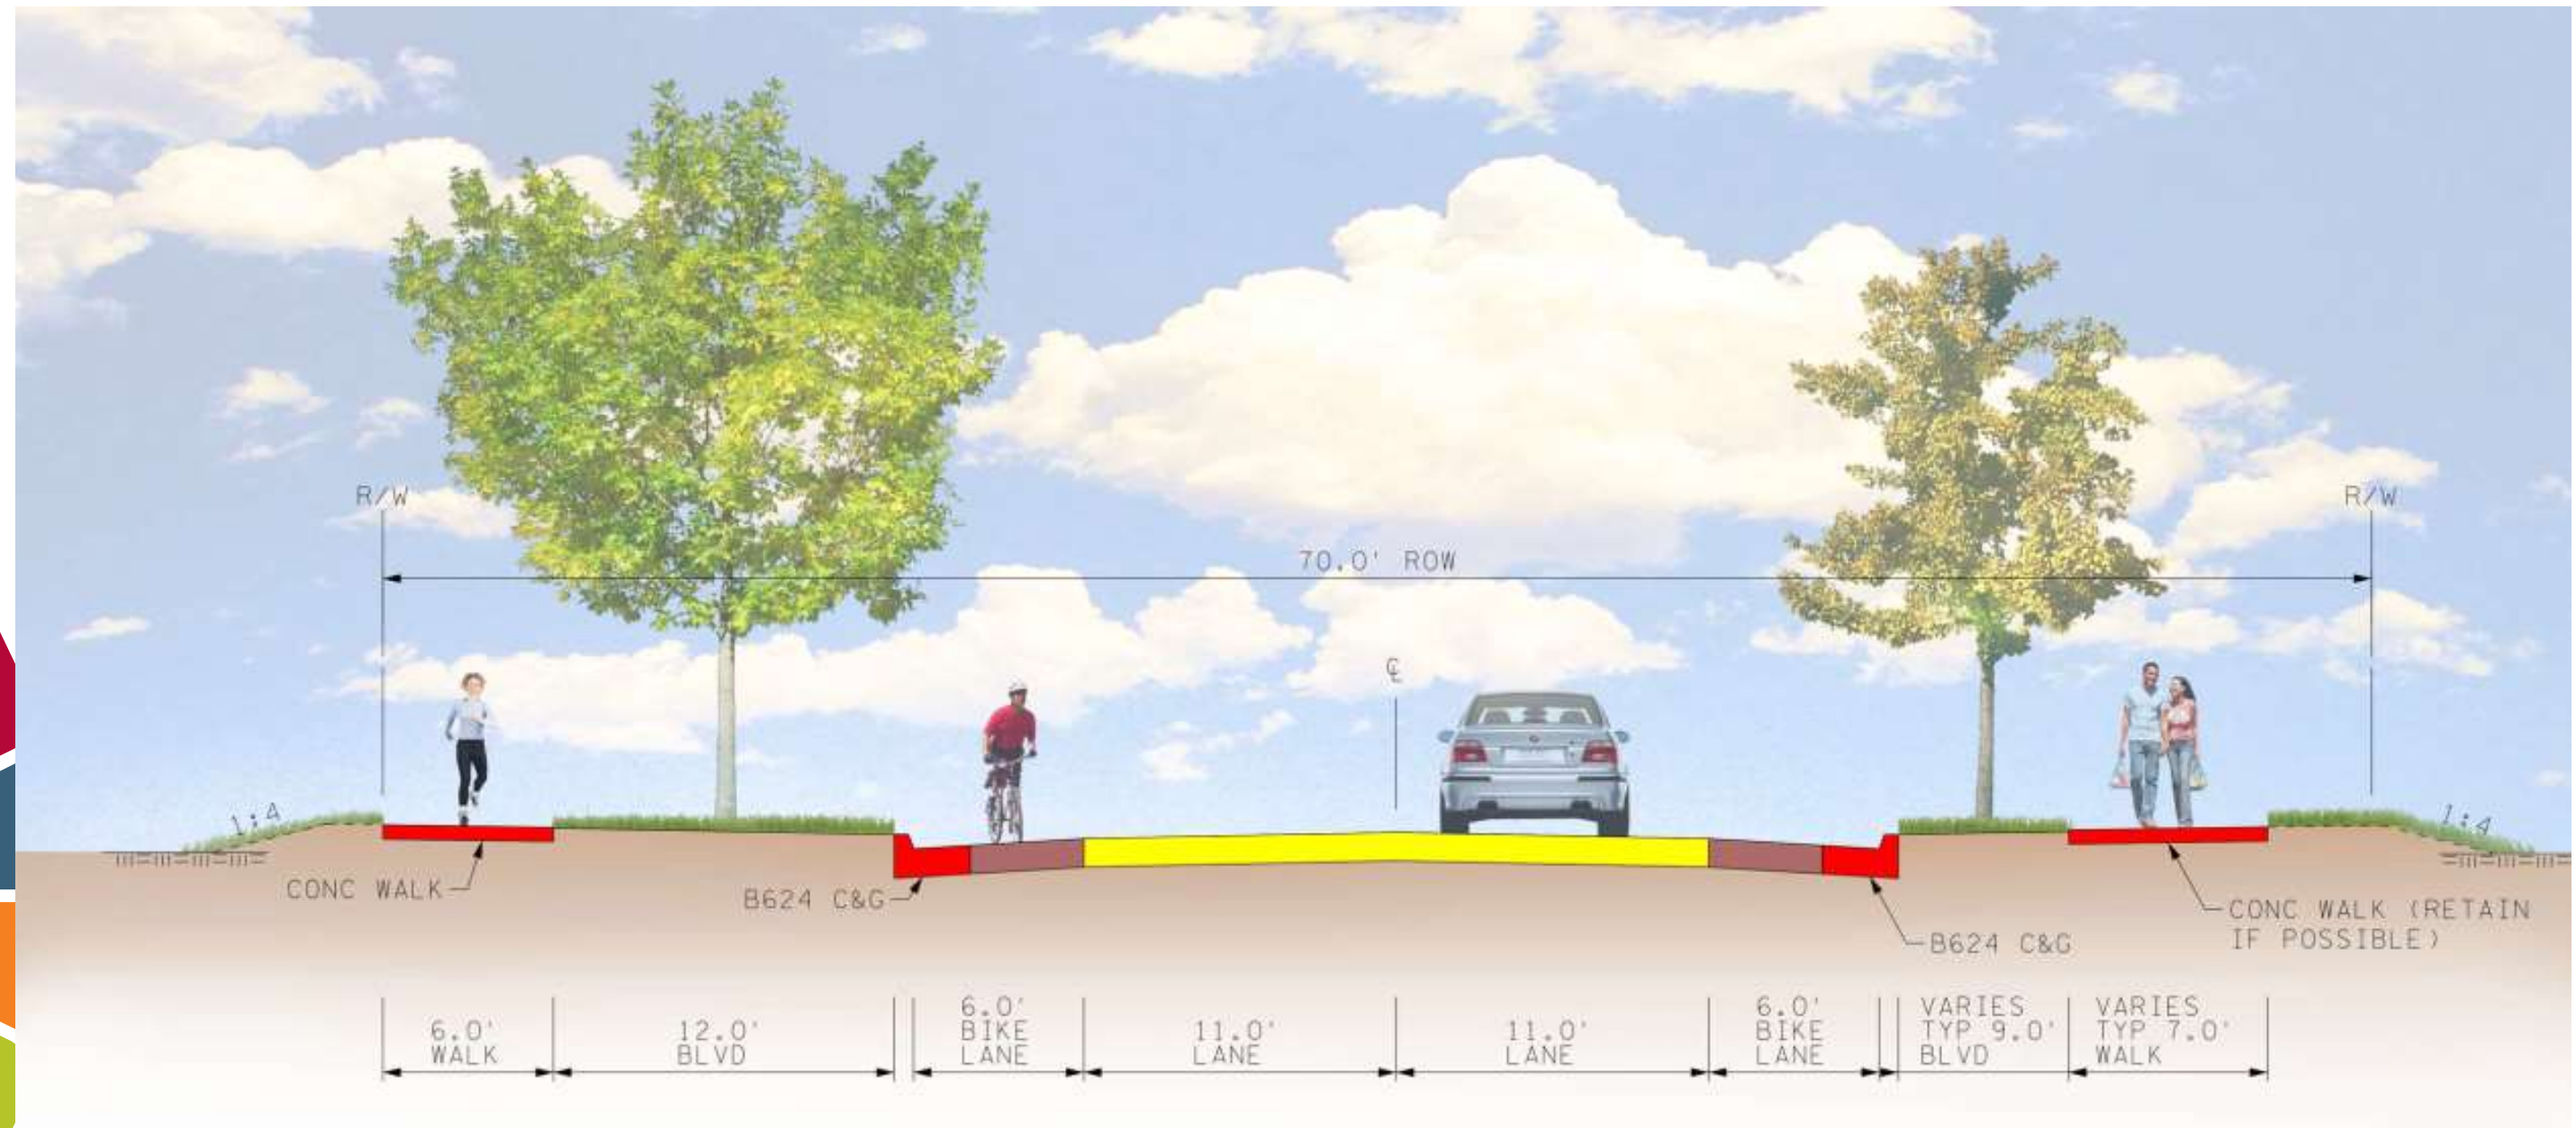 R/W
R/W
70.0' ROW
℄
1:4
1:4
CONC WALK
B624 C&G
CONC WALK (RETAIN
IF POSSIBLE)
B624 C&G
6.0'
WALK
12.0'
BLVD
6.0'
BIKE
LANE
11.0'
LANE
11.0'
LANE
6.0'
BIKE
LANE
VARIES
TYP 9.0'
BLVD
VARIES
TYP 7.0'
WALK